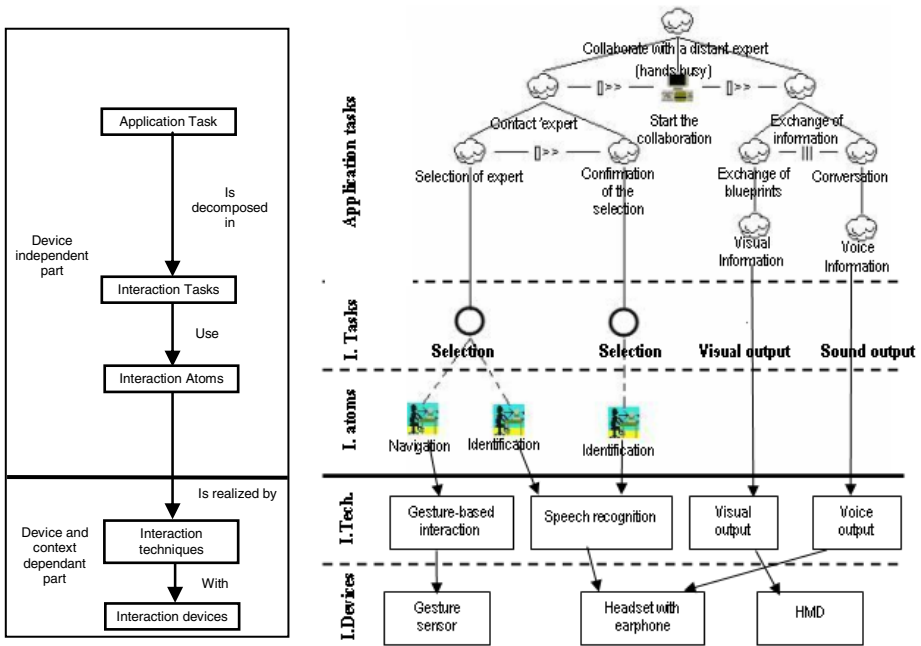 Application Task
Is
decomposed
in
Device
independent
part
Interaction Tasks
Use
Interaction Atoms
Is realized by
Device and
context
dependant
part
Interaction
techniques
With
Interaction devices
Application tasks
Collaborate with a distant expert
(hands busy)
[]>>
[]>>
Contact 'expert
Start the
collaboration
Exchange of
information
[]>>
|||
Selection of expert
Confirmation
of the
selection
Exchange of
blueprints
Conversation
Visual
Information
Voice
Information
I. Tasks
Selection
Selection
Visual output
Sound output
I. atoms
Navigation
Identification
Identification
I.Tech.
Gesture-based
interaction
Speech recognition
Visual
output
Voice
output
I.Devices
Gesture
sensor
Headset with
earphone
HMD